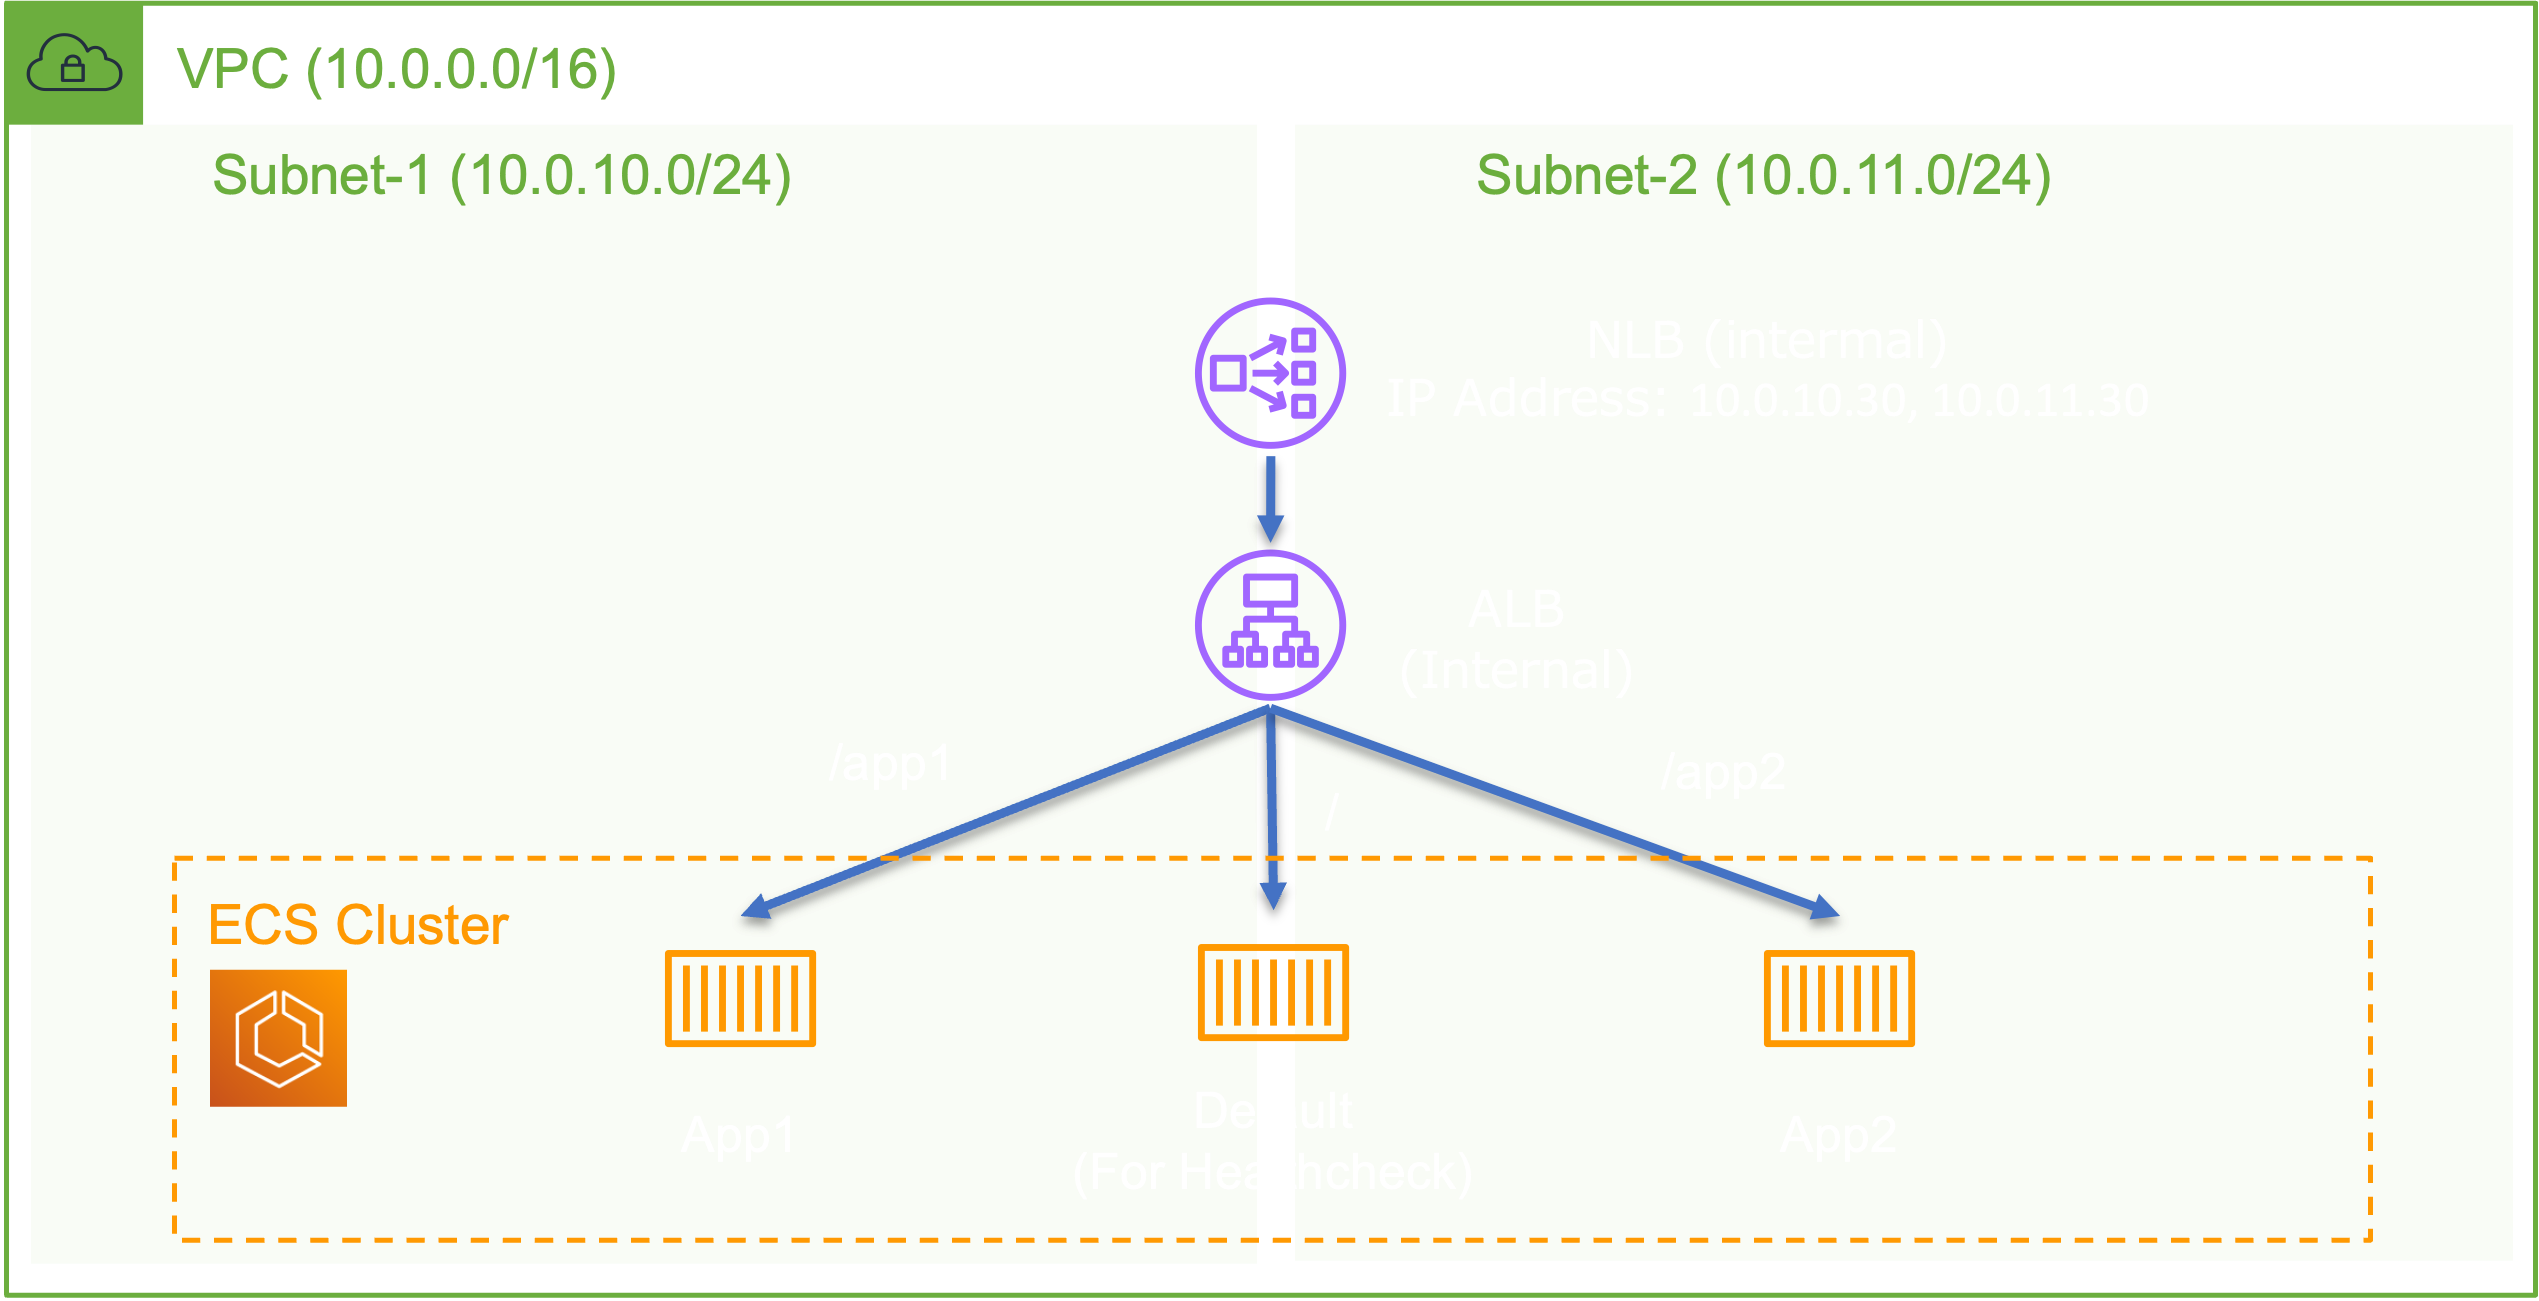 VPC (10.0.0.0/16)
Subnet-1 (10.0.10.0/24)
Subnet-2 (10.0.11.0/24)
NLB (intermal)
IP Address: 10.0.10.30, 10.0.11.30
ALB
(Internal)
/app1
/
/app2
ECS Cluster
App1
Default
(For Healthcheck)
App2